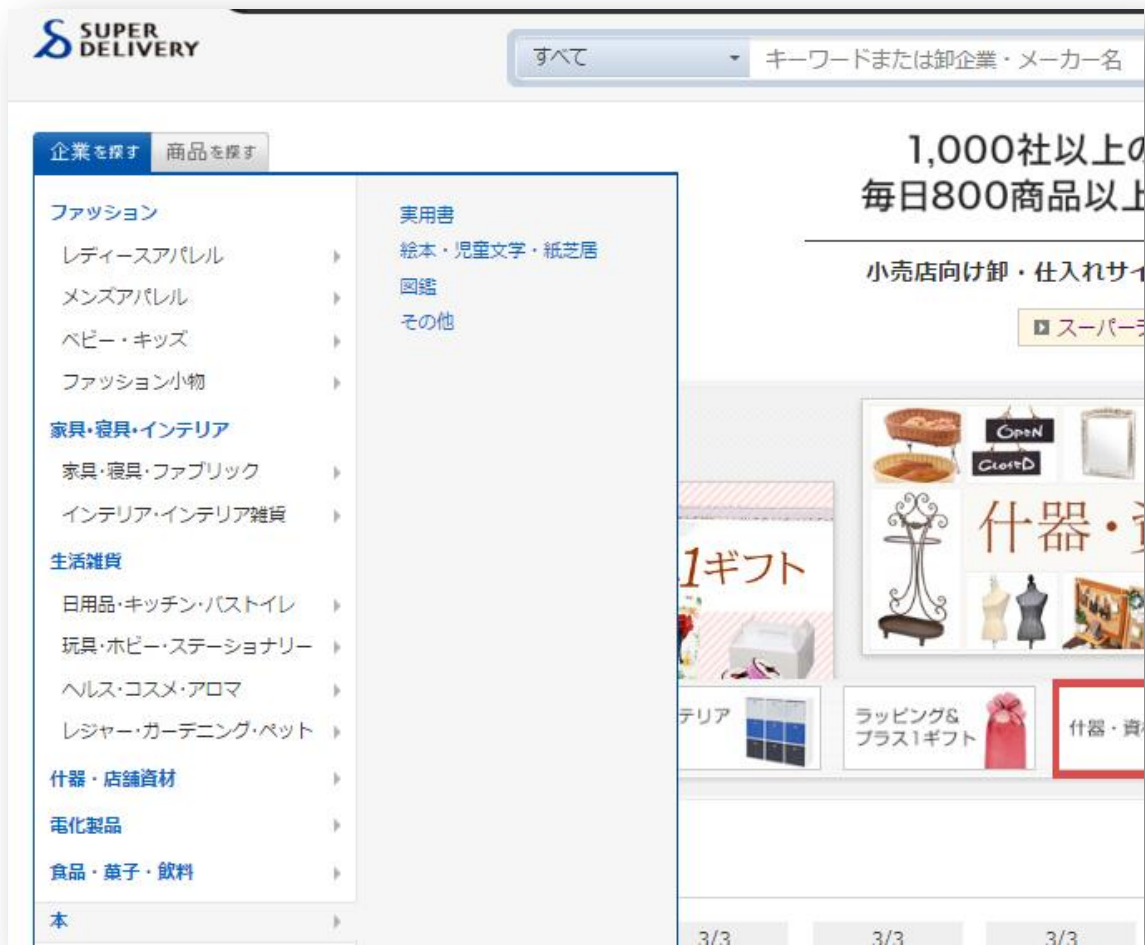 SUPER
DELIVERY
すべて
キーワードまたは卸企業・メーカー名
企業を探す
商品を探す
ファッション
レディースアパレル
メンズアパレル
ベビー・キッズ
ファッション小物
家具・寝具・インテリア
家具・寝具・ファブリック
インテリア・インテリア雑貨
生活雑貨
日用品・キッチン・バストイレ
玩具・ホビー・ステーショナリー
ヘルス・コスメ・アロマ
レジャー・ガーデニング・ペット
什器・店舗資材
電化製品
食品・菓子・飲料
本
実用書
絵本・児童文学・紙芝居
図鑑
その他
1,000社以上の
毎日800商品以上
小売店向け卸・仕入れサイ
スーパーデ
OPEN
CLOSED
什器・資
1ギフト
テリア
ラッピング&
プラス1ギフト
什器・資材
3/3
3/3
3/3